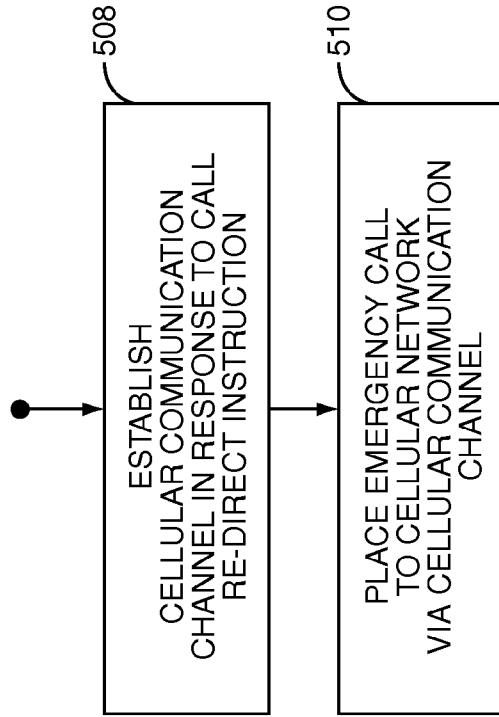 ESTABLISH
CELLULAR COMMUNICATION
CHANNEL IN RESPONSE TO CALL
RE-DIRECT INSTRUCTION
508
PLACE EMERGENCY CALL
TO CELLULAR NETWORK
VIA CELLULAR COMMUNICATION
CHANNEL
510